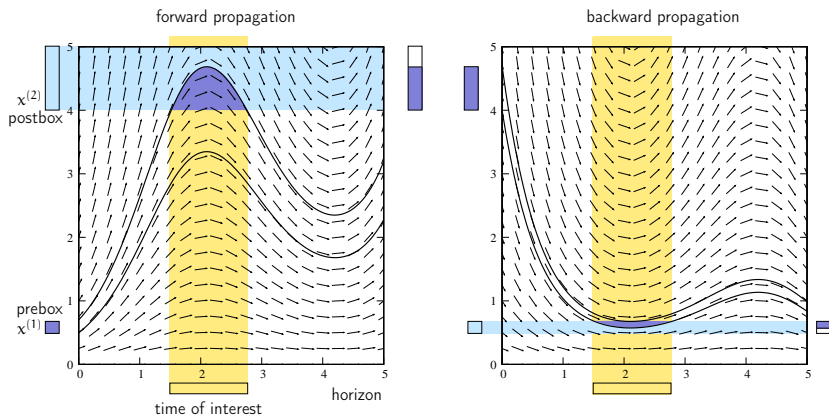 forward propagation
backward propagation
5
x(2)
postbox
4
3
2
1
prebox
x(1)
0
0 1 2 3 4 5
horizon
time of interest
5
4
3
2
1
0
0 1 2 3 4 5